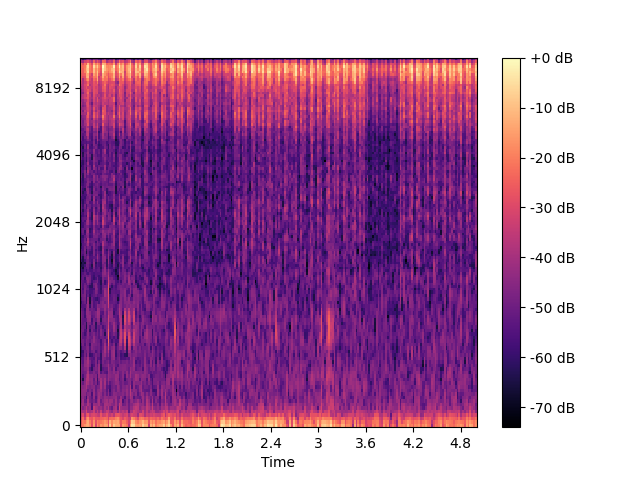 +0 dB
8192
-10 dB
4096
-20 dB
-30 dB
2048
Hz
-40 dB
1024
-50 dB
512
-60 dB
-70 dB
0
0 0.6 1.2 1.8 2.4 3 3.6 4.2 4.8
Time